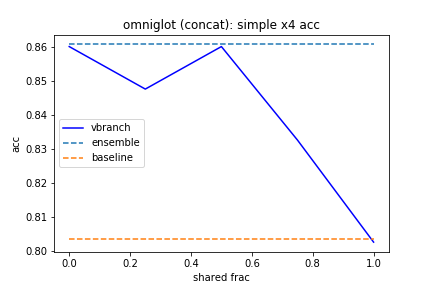 omniglot (concat): simple x4 acc
0.86
0.85
0.84
0.83
0.82
0.81
0.80
acc
vbranch
ensemble
baseline
0.0 0.2 0.4 0.6 0.8 1.0
shared frac